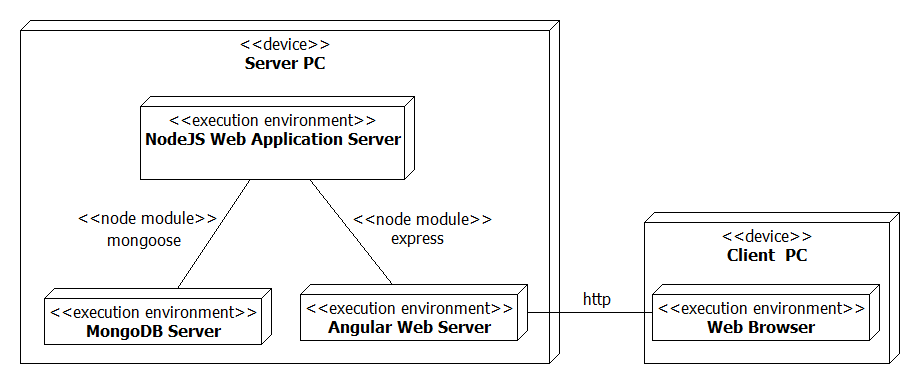 <<device>>
Server PC
<<execution environment>>
NodeJS Web Application Server
<<node module>>
mongoose
<<node module>>
express
<<execution environment>>
MongoDB Server
<<execution environment>>
Angular Web Server
http
<<device>>
Client PC
<<execution environment>>
Web Browser